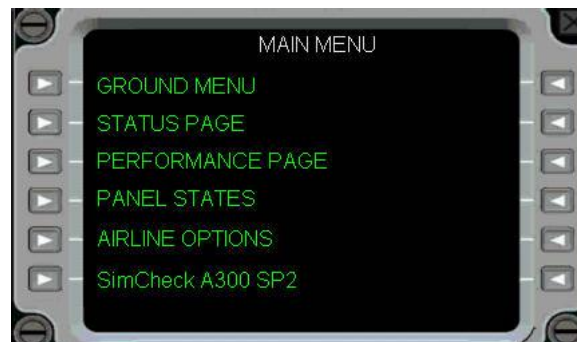 MAIN MENU
GROUND MENU
STATUS PAGE
PERFORMANCE PAGE
PANEL STATES
AIRLINE OPTIONS
SimCheck A300 SP2